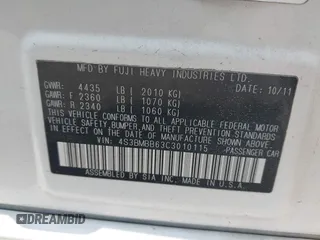 MFD BY FUJI HEAVY INDUSTRIES LTD.
GVWR: 4435 LB ( 2010 KG) DATE: 10/11
GAWR: F 2360 LB ( 1070 KG)
GAWR: R 2340 LB ( 1060 KG)
THIS VEHICLE CONFORMS TO ALL APPLICABLE FEDERAL MOTOR
VEHICLE SAFETY, BUMPER, AND THEFT PREVENTION STANDARDS
IN EFFECT ON THE DATE OF MANUFACTURE SHOWN ABOVE.
VIN: 4S3BMBB63C3010115 PASSENGER CAR
ASSEMBLED BY SIA INC. MADE IN U.S.A.
BIDHISTORY